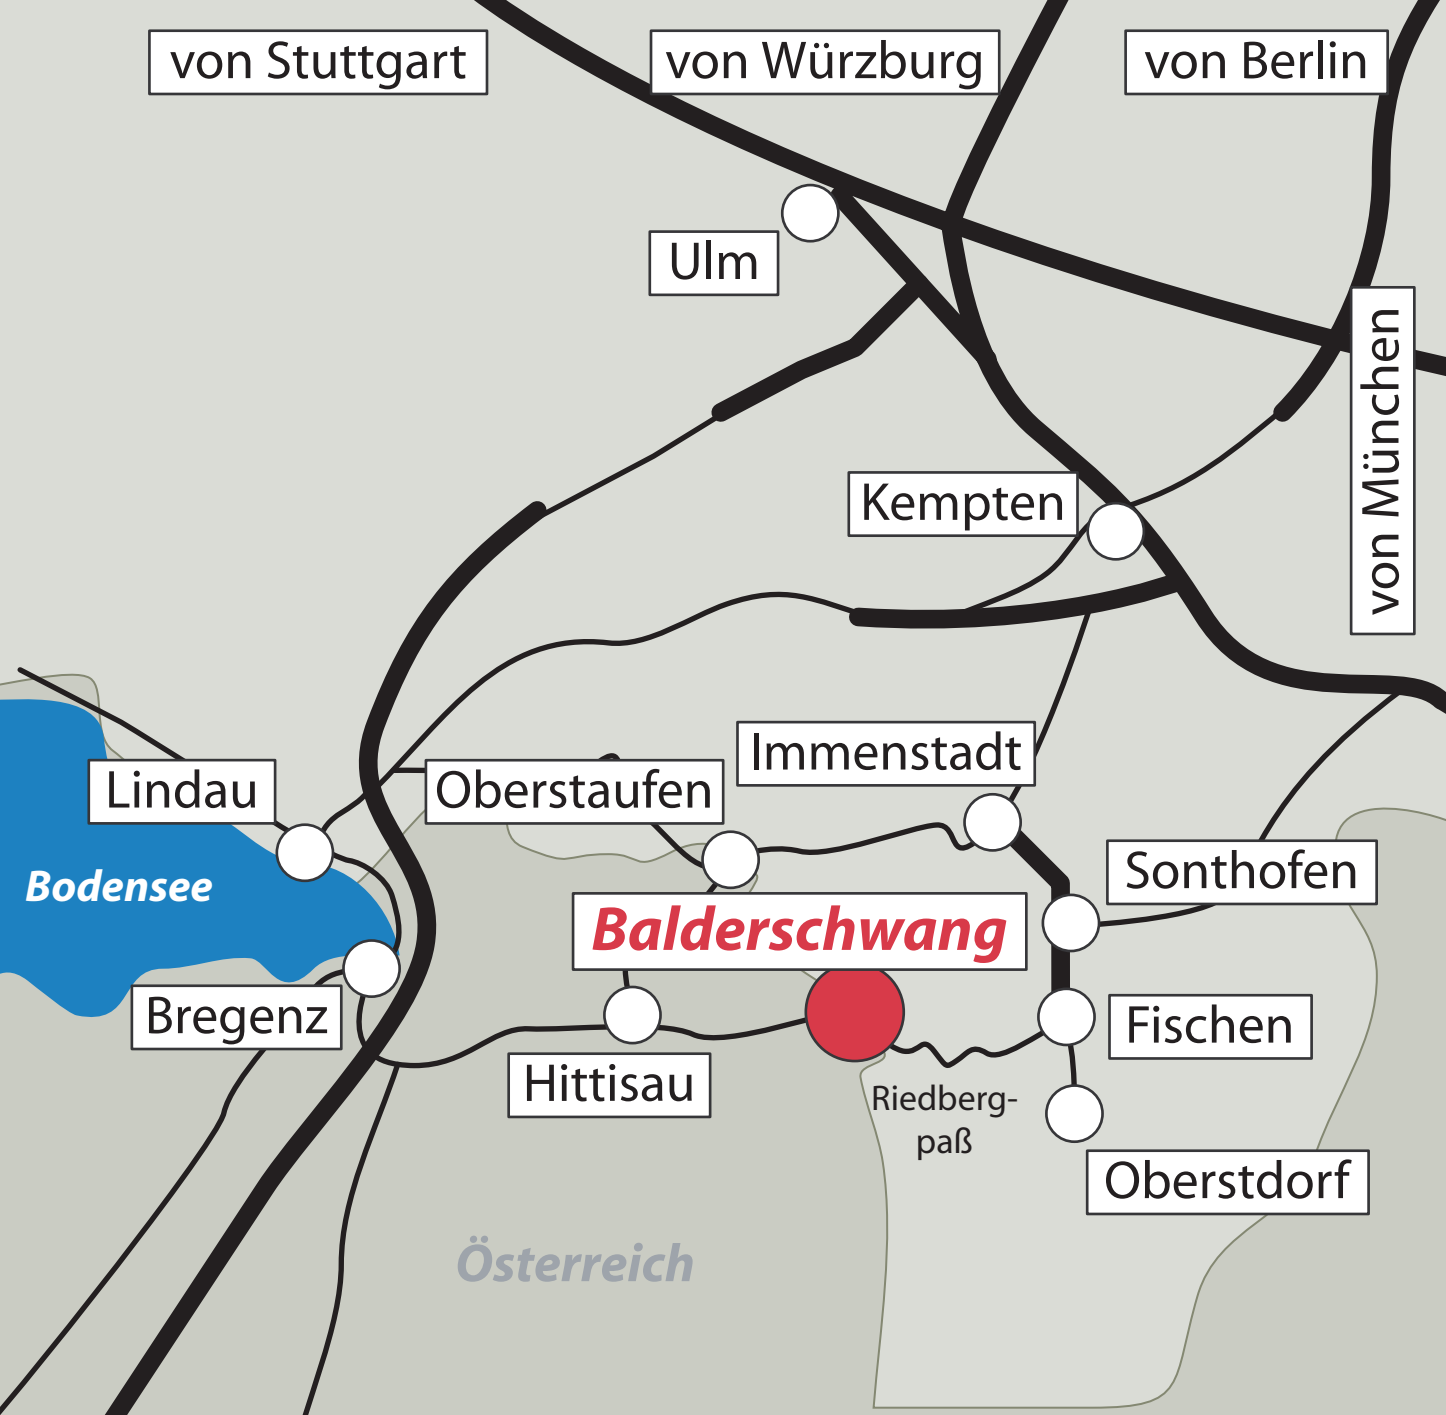 von Stuttgart
von Würzburg
von Berlin
Ulm
von München
Kempten
Immenstadt
Lindau
Oberstaufen
Sonthofen
Bodensee
Balderschwang
Bregenz
Fischen
Hittisau
Riedberg-
paß
Oberstdorf
Österreich